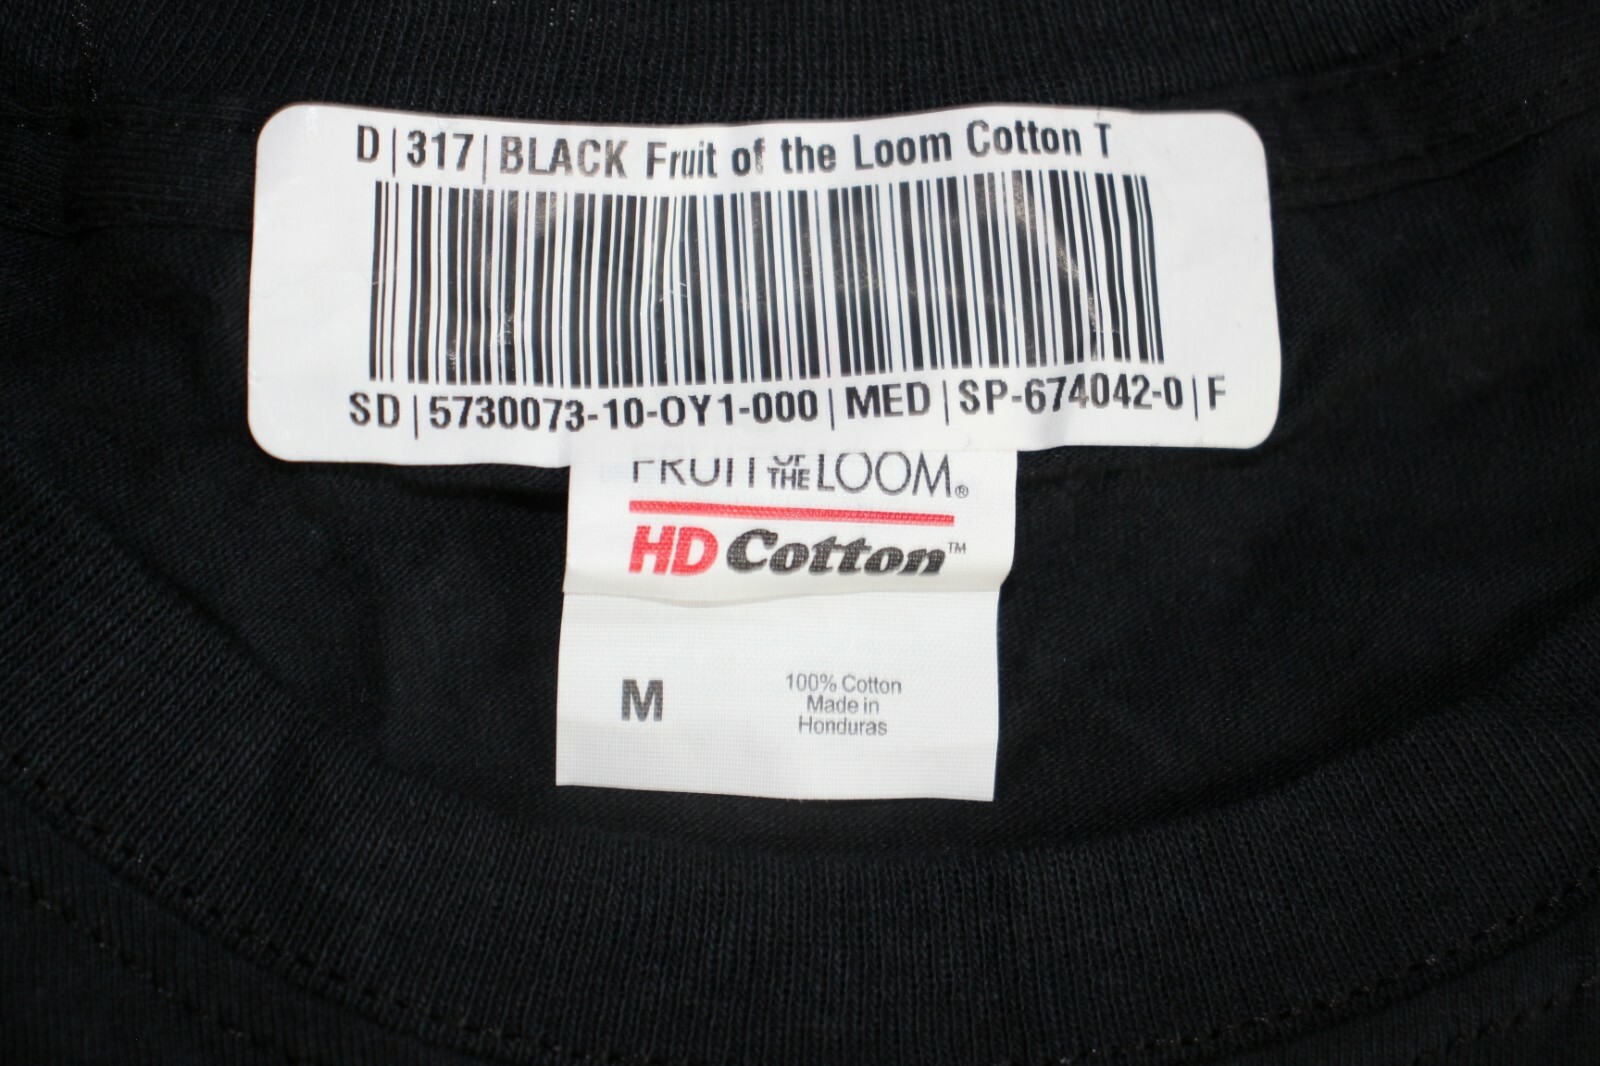 D|317|BLACK Fruit of the Loom Cotton T
SD|5730073-10-OY1-000|MED|SP-674042-0|F
FRUIT OF THE LOOM®
HD Cotton™
M
100% Cotton
Made in
Honduras